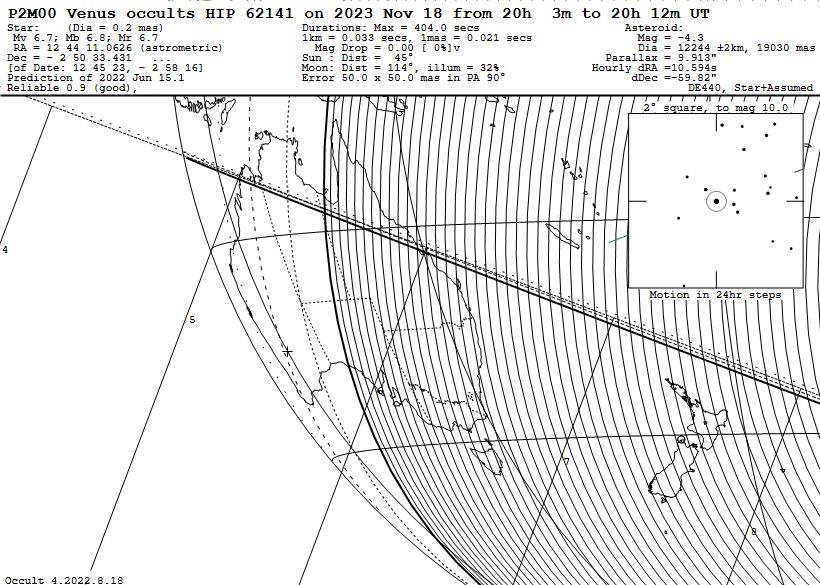 P2M00 Venus occults HIP 62141 on 2023 Nov 18 from 20h 3m to 20h 12m UT
Star: (Dia = 0.2 mas)
Mv 6.7; Mb 6.8; Mr 6.7
RA = 12 44 11.0626 (astrometric)
Dec = - 2 50 33.431 ...
[of Date: 12 45 23, - 2 58 16]
Prediction of 2022 Jun 15.1
Reliable 0.9 (good),
Durations: Max = 404.0 secs
1km = 0.033 secs, 1mas = 0.021 secs
Mag Drop = 0.00 [ 0%]v
Sun : Dist = 45°
Moon: Dist = 114°, illum = 32%
Error 50.0 x 50.0 mas in PA 90°
Asteroid:
Mag = -4.3
Dia = 12244 ±2km, 19030 mas
Parallax = 9.913"
Hourly dRA =-10.594s
dDec =-59.82"
DE440, Star+Assumed
2° square, to mag 10.0
Motion in 24hr steps
4
5
7
8
Occult 4.2022.8.18